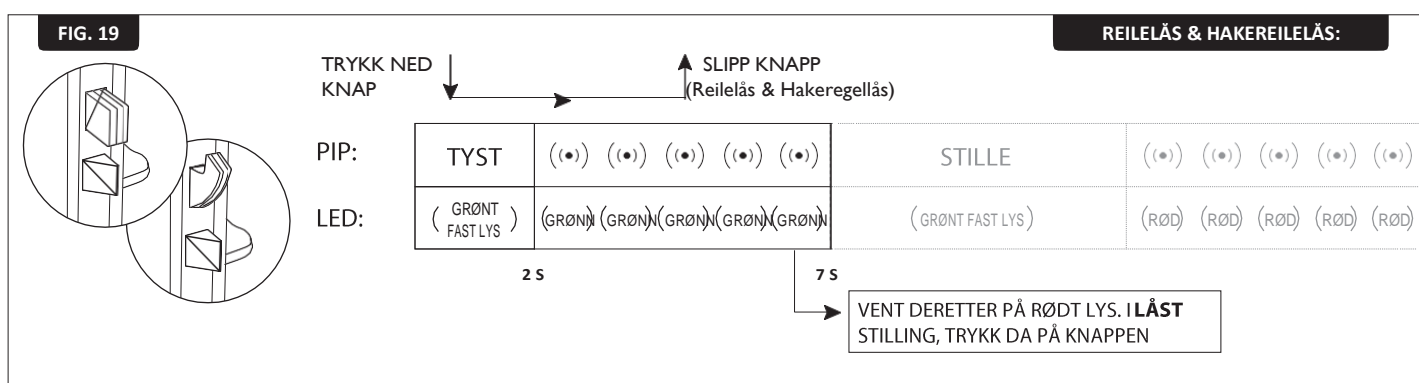 FIG. 19
REILELÅS & HAKEREILELÅS:
TRYKK NED
KNAP
SLIPP KNAPP
(Reilelås & Hakeregellås)
PIP: TYST STILLE
LED: (GRØNT FAST LYS) (GRØNN) (GRØNN) (GRØNN) (GRØNN) (GRØNN) (GRØNT FAST LYS) (RØD) (RØD) (RØD) (RØD) (RØD)
2 S 7 S
VENT DERETTER PÅ RØDT LYS. I LÅST
STILLING, TRYKK DA PÅ KNAPPEN